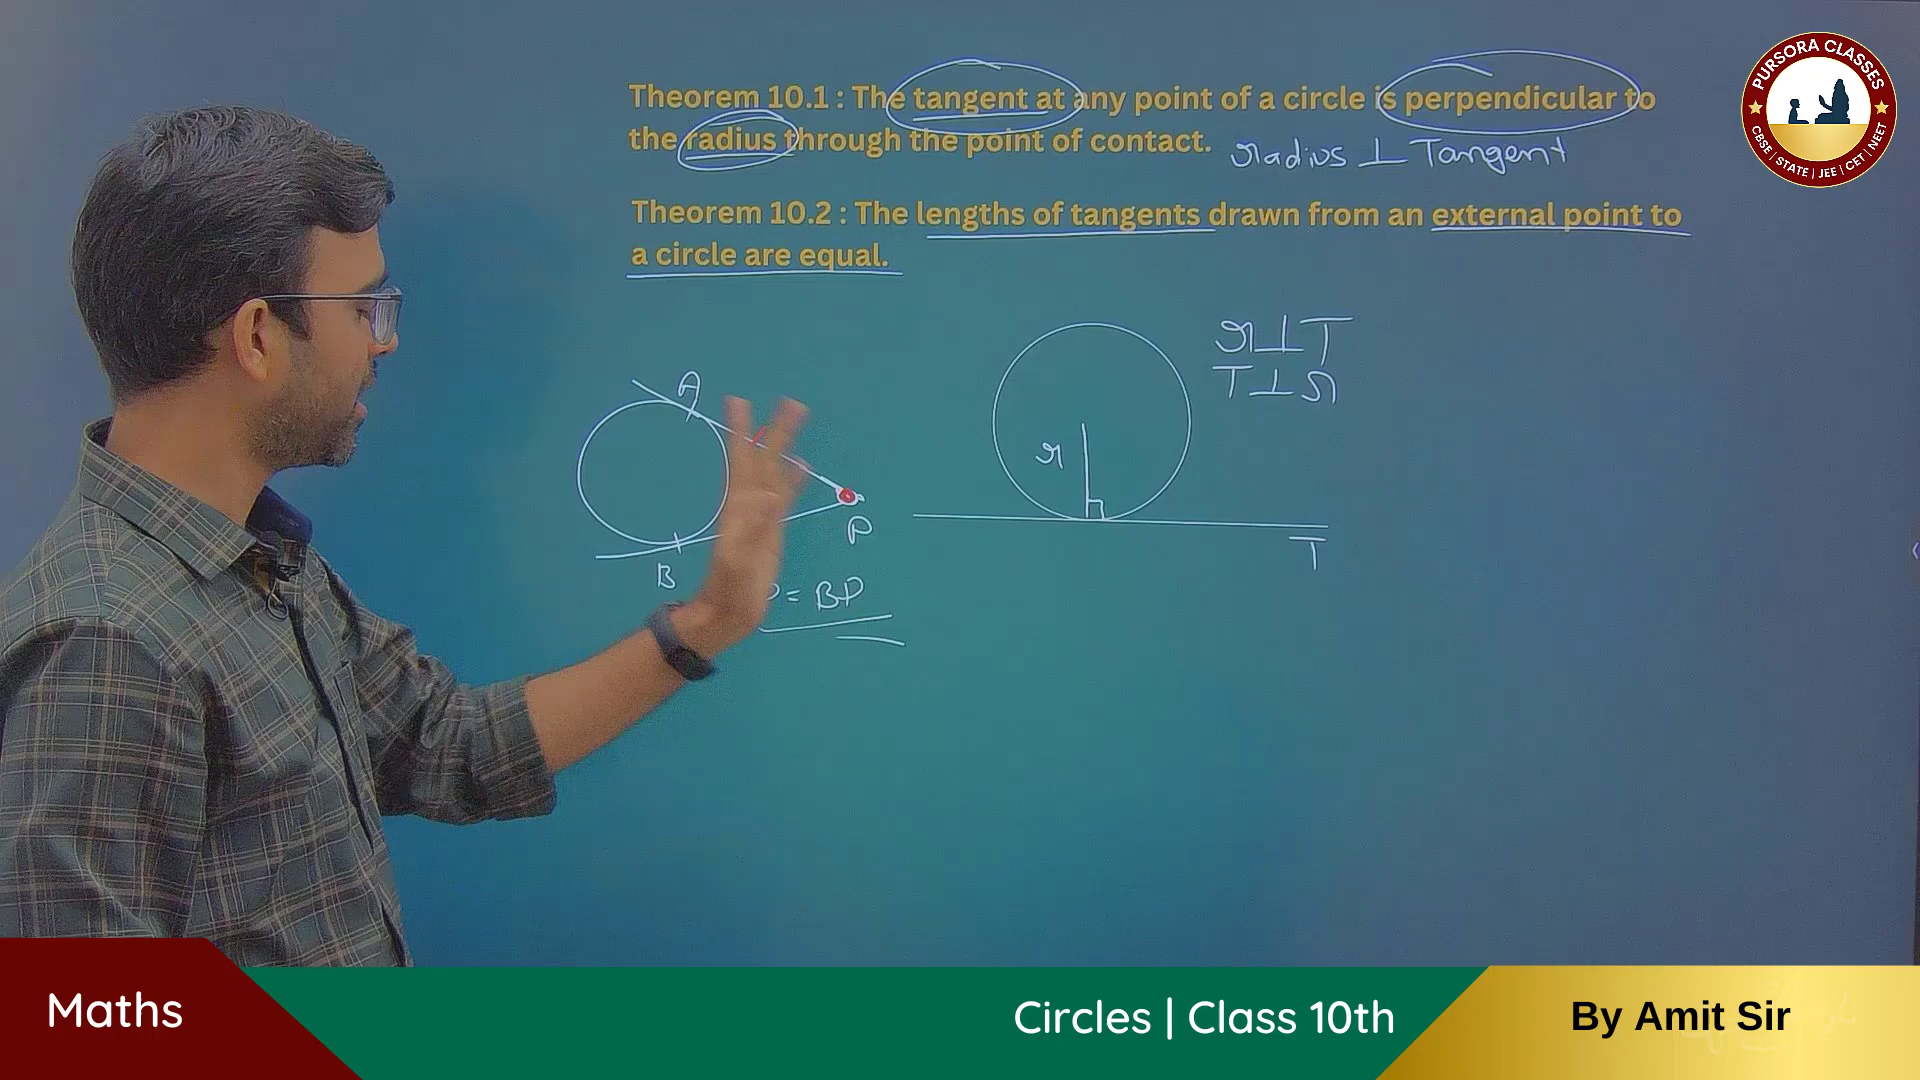 PURSORA CLASSES
CBSE | STATE | JEE | CET | NEET
Theorem 10.1 : The tangent at any point of a circle is perpendicular to
the radius through the point of contact. radius ⊥ Tangent
Theorem 10.2 : The lengths of tangents drawn from an external point to
a circle are equal.
r ⊥ T
T ⊥ r
A
r
P
B
T
= BP
Maths
Circles | Class 10th
By Amit Sir